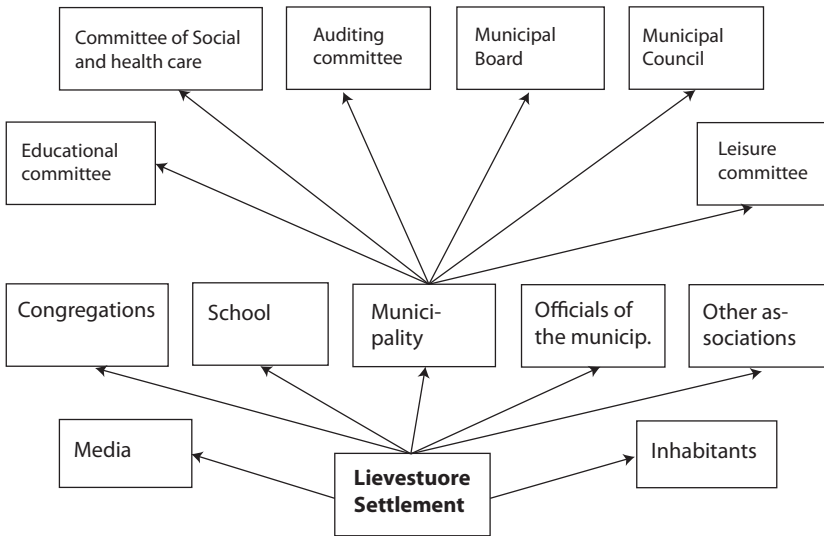 Committee of Social
and health care
Auditing
committee
Municipal
Board
Municipal
Council
Educational
committee
Leisure
committee
Congregations
School
Munici-
pality
Officials of
the municip.
Other as-
sociations
Media
Lievestuore
Settlement
Inhabitants